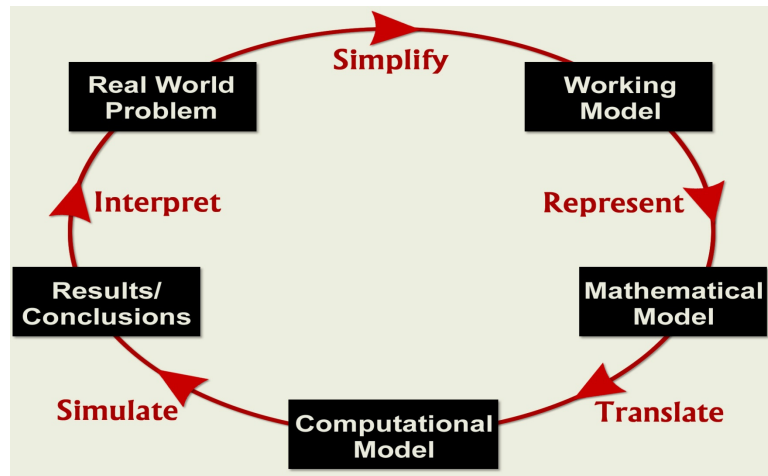 Simplify
Real World
Problem
Working
Model
Interpret
Represent
Results/
Conclusions
Mathematical
Model
Simulate
Computational
Model
Translate